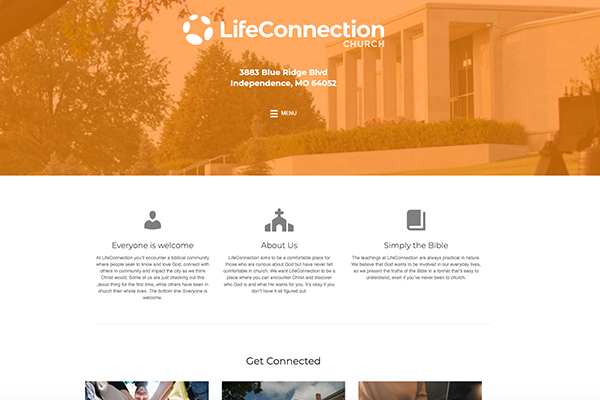 LifeConnection
CHURCH
3883 Blue Ridge Blvd
Independence, MO 64052
MENU
Everyone is welcome
At LifeConnection you'll encounter a Biblical community
where people seek to know and love God, connect with
others in community and impact the city as we think
Christ would. Some of us are just checking out this
Jesus thing for the first time, while others have been in
church their whole lives. The bottom line: Everyone is
welcome.
About Us
LifeConnection aims to be a comfortable place for
those who are curious about God but have never felt
comfortable in church. We want LifeConnection to be a
place where you can encounter Christ and discover
who God is and what He wants for you. It's okay if you
don't have it all figured out.
Simply the Bible
The teachings at LifeConnection are always practical in nature.
We believe that God wants to be involved in our everyday lives,
so we present the truths of the Bible in a format that's easy to
understand, even if you've never been to church.
Get Connected